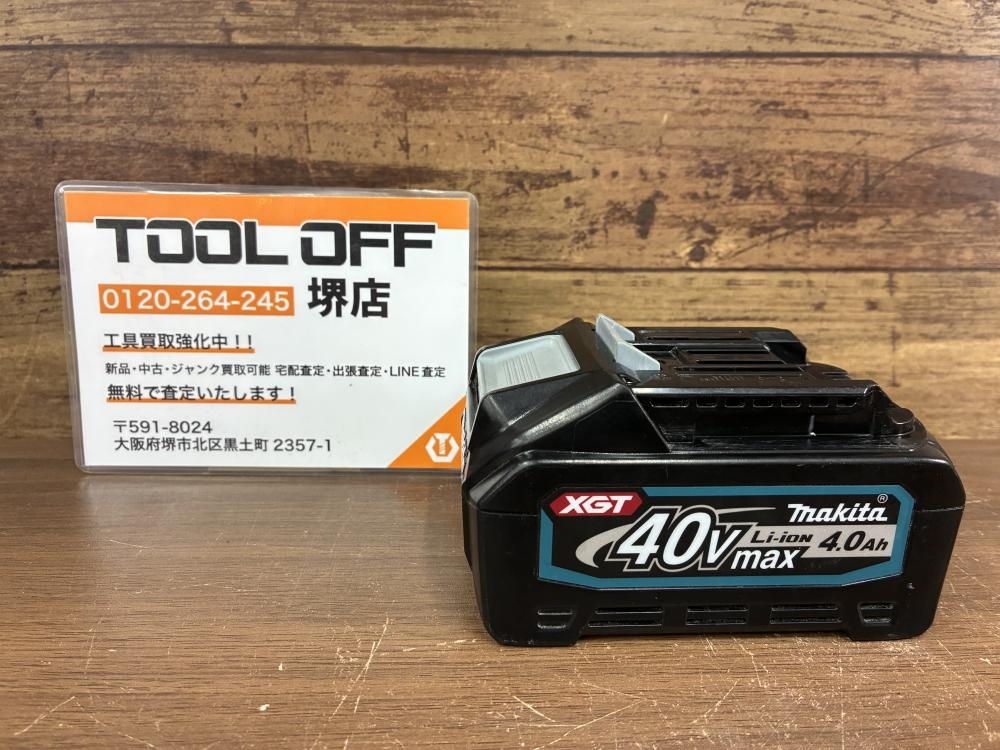 TOOL OFF
0120-264-245 堺店
工具買取強化中！！
新品・中古・ジャンク買取可能 宅配査定・出張査定・LINE査定
無料で査定いたします！
〒591-8024
大阪府堺市北区黒土町 2357-1
XGT
makita®
40Vmax
Li-ion 4.0Ah